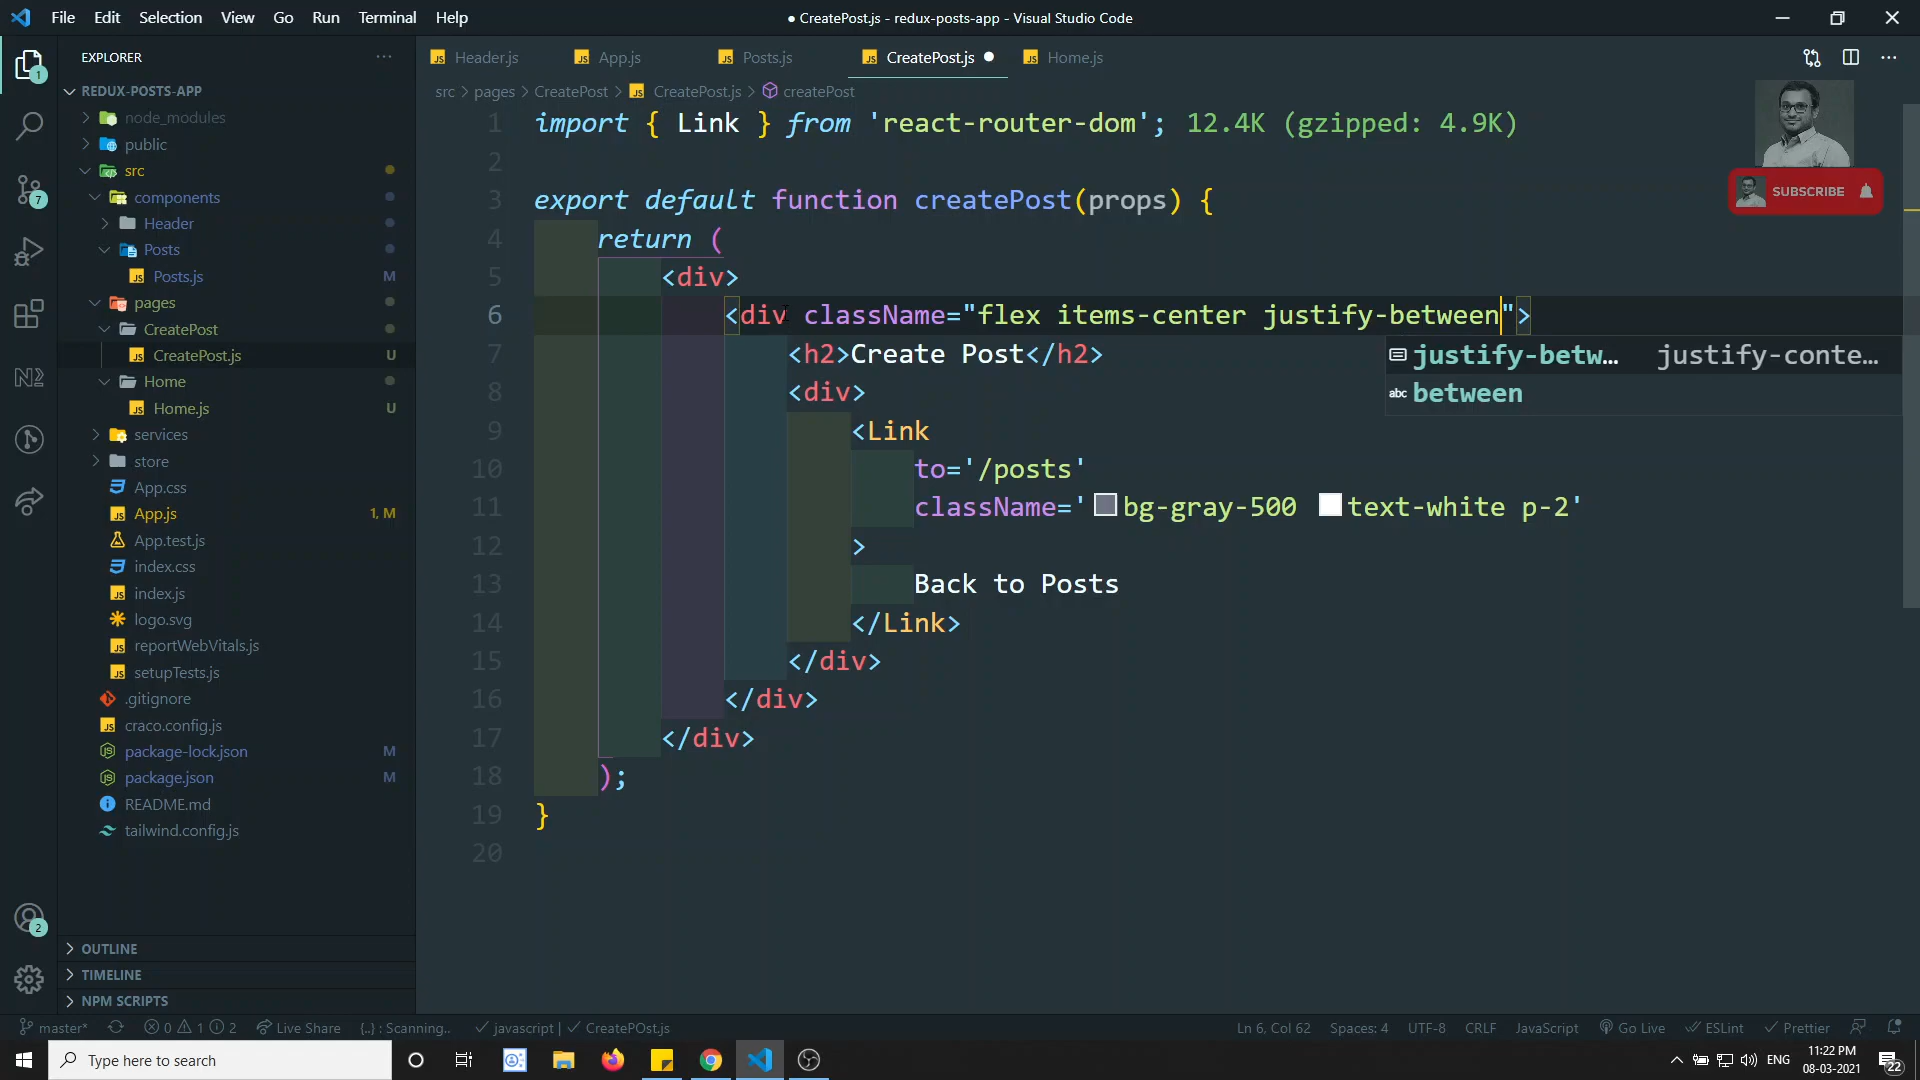 File Edit Selection View Go Run Terminal Help
● CreatePost.js - redux-posts-app - Visual Studio Code
EXPLORER
REDUX-POSTS-APP
node_modules
public
src
components
Header
Posts
Posts.js M
pages
CreatePost
CreatePost.js U
Home
Home.js U
services
store
App.css
App.js 1, M
App.test.js
index.css
index.js
logo.svg
reportWebVitals.js
setupTests.js
.gitignore
craco.config.js
package-lock.json M
package.json M
README.md
tailwind.config.js
OUTLINE
TIMELINE
NPM SCRIPTS
1
7
2
Header.js App.js Posts.js CreatePost.js Home.js
src > pages > CreatePost > CreatePost.js > createPost
1 import { Link } from 'react-router-dom'; 12.4K (gzipped: 4.9K)
2
3 export default function createPost(props) {
4 return (
5 <div>
6 <div className="flex items-center justify-between">
7 <h2>Create Post</h2>
8 <div>
9 <Link
10 to='/posts'
11 className='bg-gray-500 text-white p-2'
12 >
13 Back to Posts
14 </Link>
15 </div>
16 </div>
17 </div>
18 );
19 }
20
justify-betw… justify-conte…
abc between
SUBSCRIBE
master* 0 1 2 Live Share {..} : Scanning.. javascript | CreatePOst.js Ln 6, Col 62 Spaces: 4 UTF-8 CRLF JavaScript Go Live ESLint Prettier
Type here to search
ENG
11:22 PM
08-03-2021
22